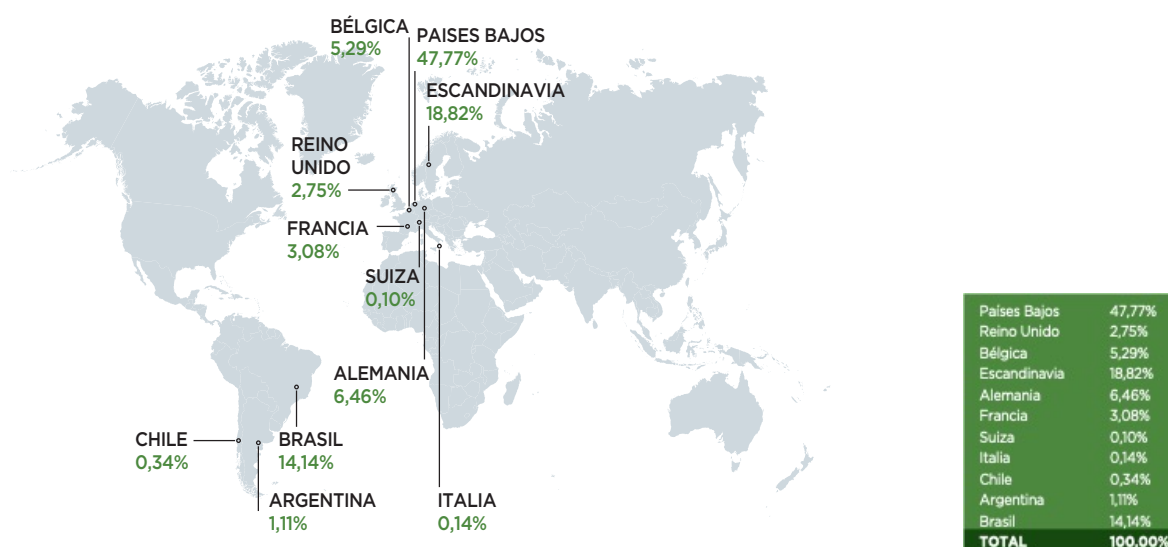 BÉLGICA
5,29%
PAISES BAJOS
47,77%
ESCANDINAVIA
18,82%
REINO
UNIDO
2,75%
FRANCIA
3,08%
SUIZA
0,10%
ALEMANIA
6,46%
CHILE
0,34%
BRASIL
14,14%
ARGENTINA
1,11%
ITALIA
0,14%
Países Bajos 47,77%
Reino Unido 2,75%
Bélgica 5,29%
Escandinavia 18,82%
Alemania 6,46%
Francia 3,08%
Suiza 0,10%
Italia 0,14%
Chile 0,34%
Argentina 1,11%
Brasil 14,14%
TOTAL 100,00%